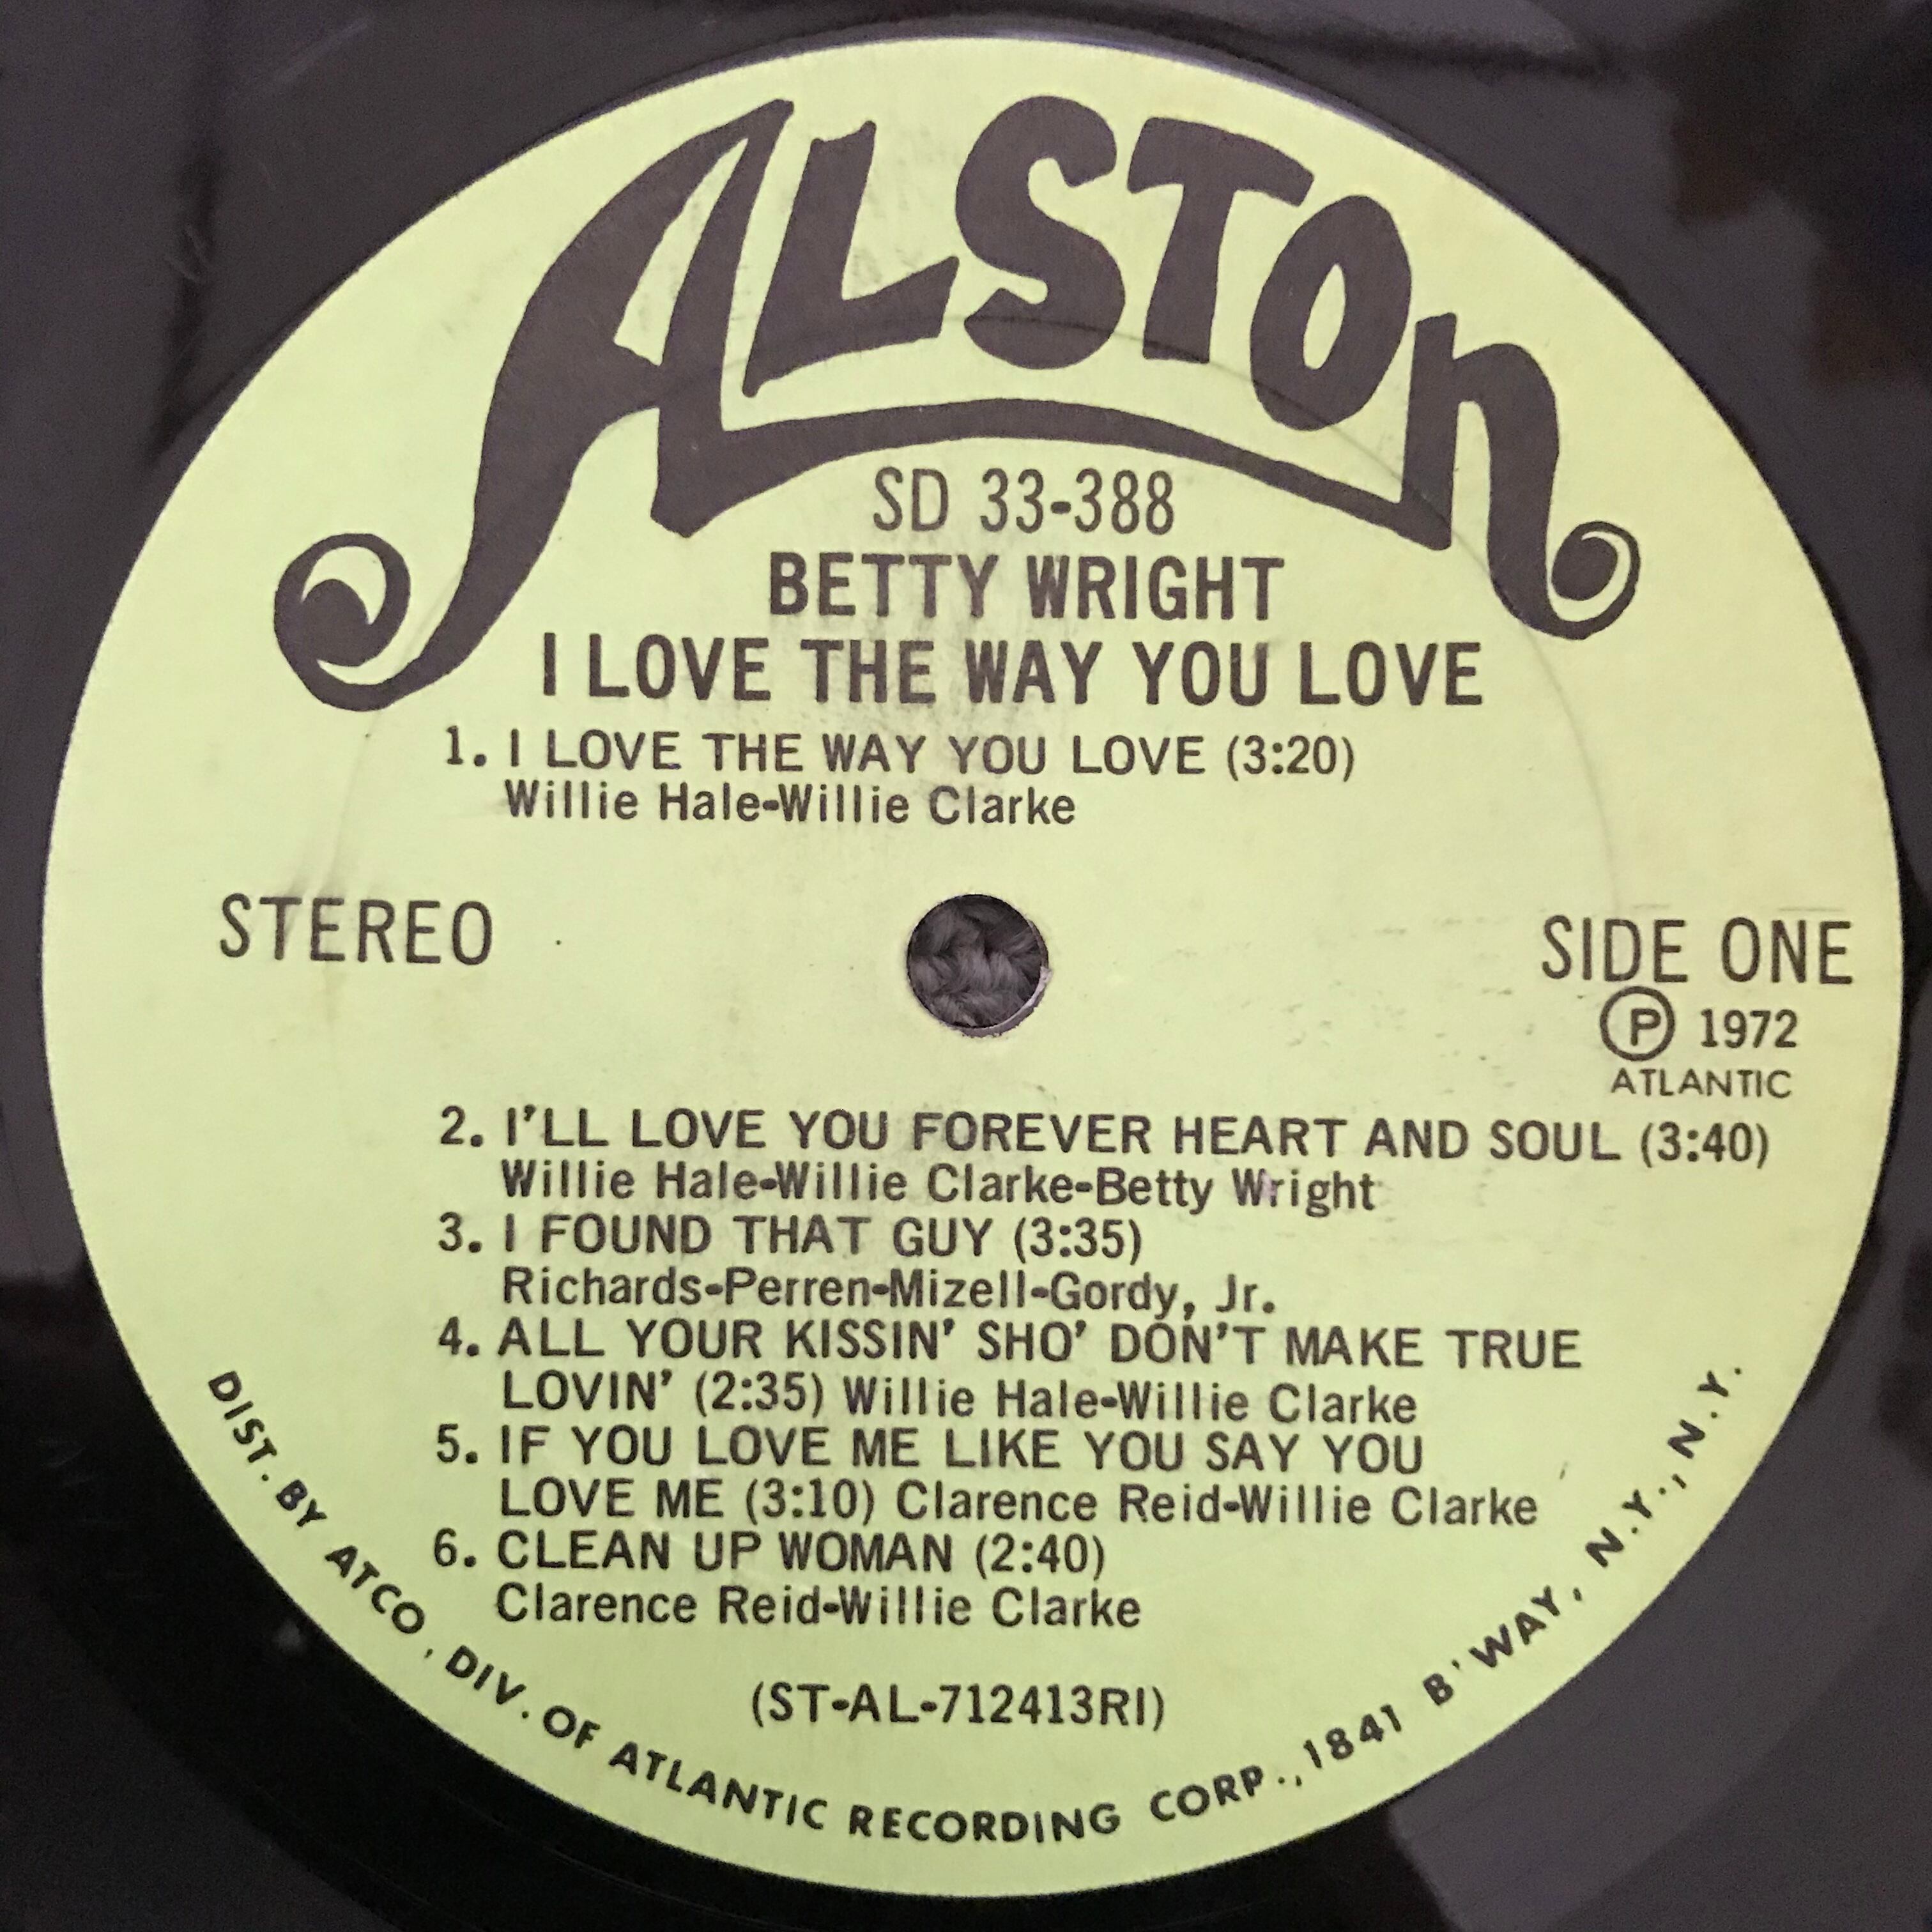 ALSTON
SD 33-388
BETTY WRIGHT
I LOVE THE WAY YOU LOVE
1. I LOVE THE WAY YOU LOVE (3:20)
Willie Hale-Willie Clarke
STEREO
SIDE ONE
Ⓟ 1972
ATLANTIC
2. I'LL LOVE YOU FOREVER HEART AND SOUL (3:40)
Willie Hale-Willie Clarke-Betty Wright
3. I FOUND THAT GUY (3:35)
Richards-Perren-Mizell-Gordy, Jr.
4. ALL YOUR KISSIN' SHO' DON'T MAKE TRUE
LOVIN' (2:35) Willie Hale-Willie Clarke
5. IF YOU LOVE ME LIKE YOU SAY YOU
LOVE ME (3:10) Clarence Reid-Willie Clarke
6. CLEAN UP WOMAN (2:40)
Clarence Reid-Willie Clarke
(ST-AL-712413RI)
DIST. BY ATCO, DIV. OF ATLANTIC RECORDING CORP., 1841 B'WAY, N.Y., N.Y.